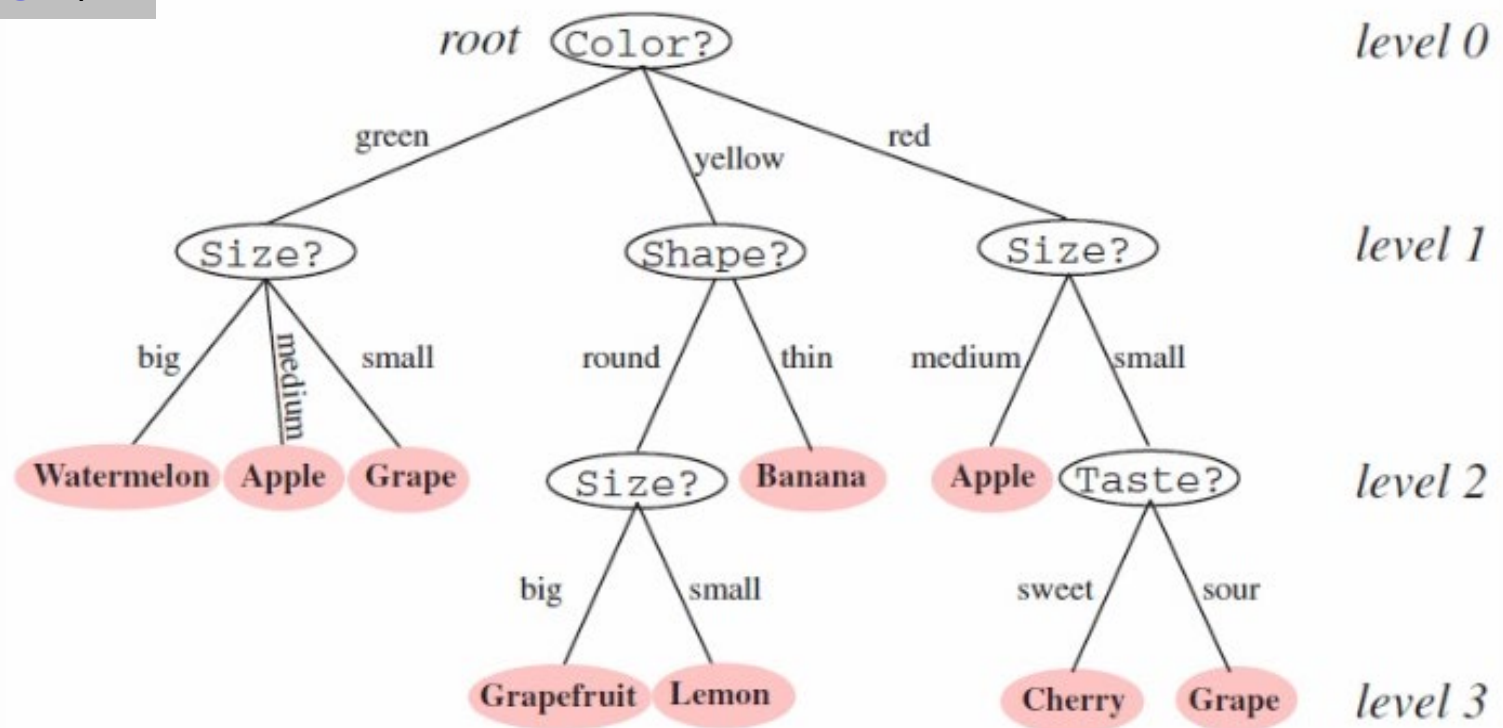 root Color? level 0
green yellow red
Size? Shape? Size? level 1
big medium small round thin medium small
Watermelon Apple Grape Size? Banana Apple Taste? level 2
big small sweet sour
Grapefruit Lemon Cherry Grape level 3